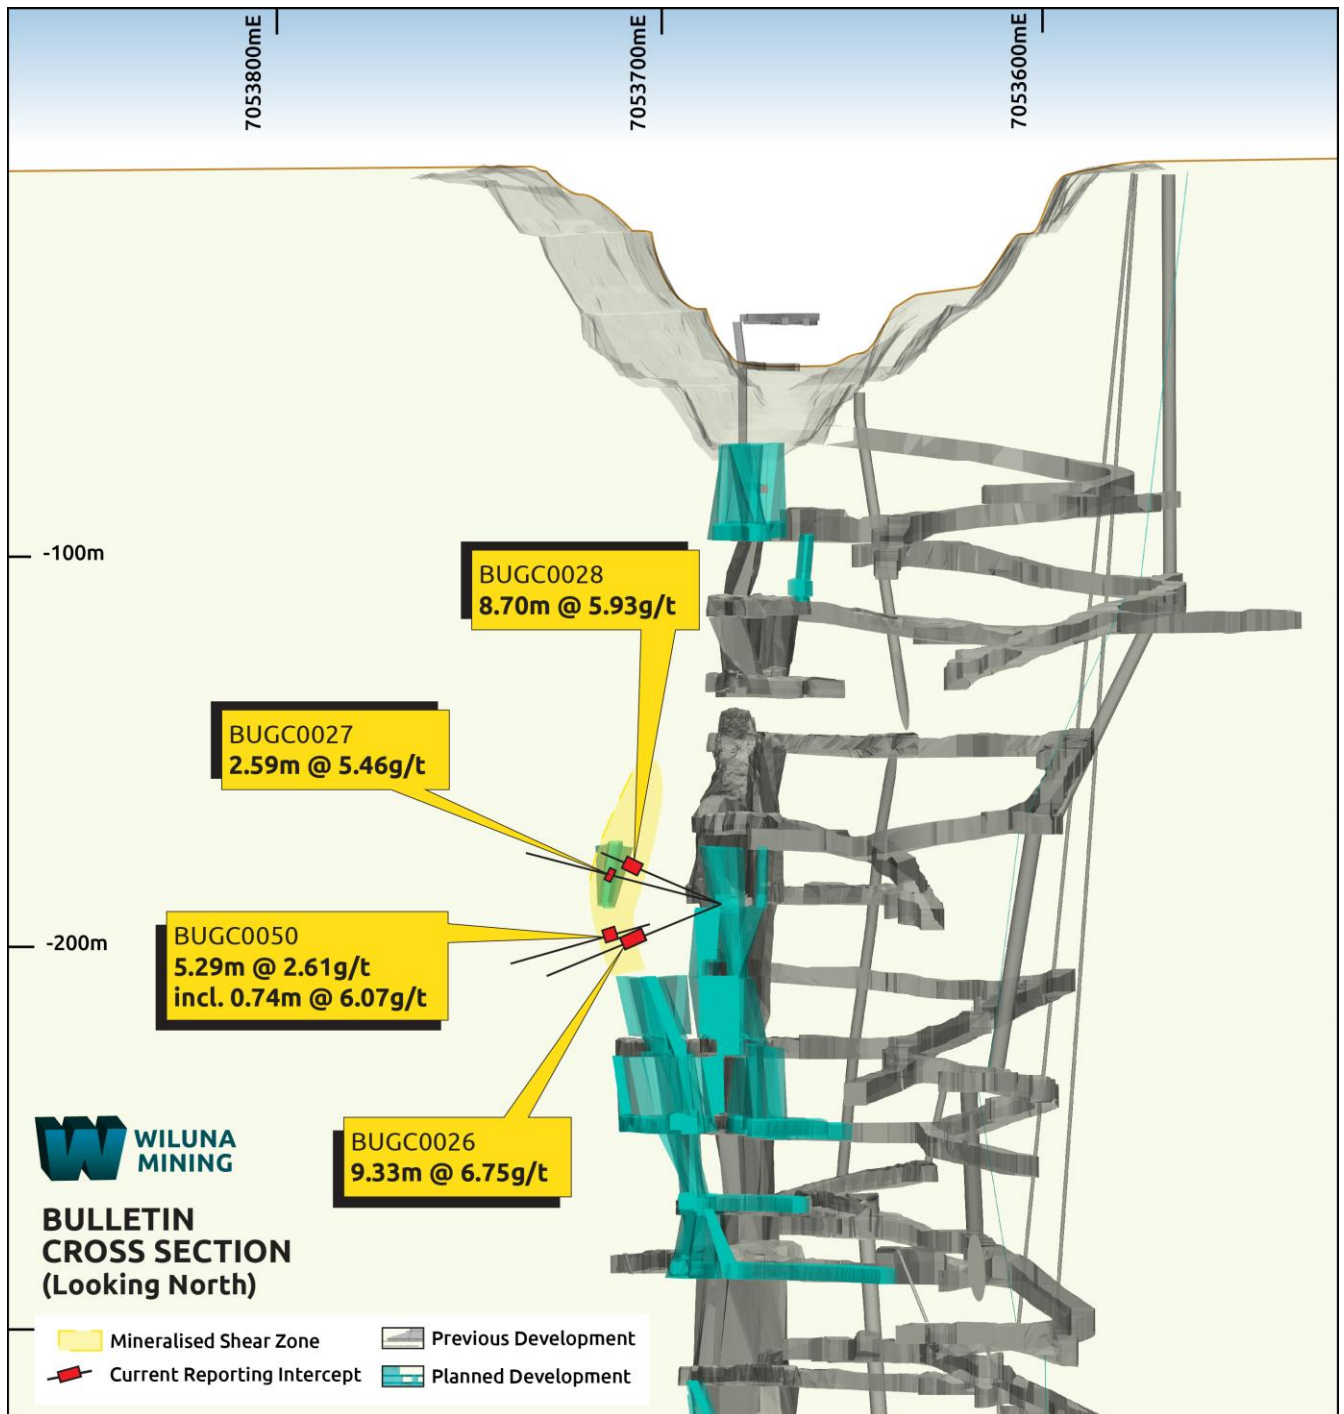 7053800mE
7053700mE
7053600mE
-100m
BUGC0028
8.70m @ 5.93g/t
BUGC0027
2.59m @ 5.46g/t
BUGC0050
5.29m @ 2.61g/t
incl. 0.74m @ 6.07g/t
-200m
BUGC0026
9.33m @ 6.75g/t
WILUNA
MINING
BULLETIN
CROSS SECTION
(Looking North)
Mineralised Shear Zone
Previous Development
Current Reporting Intercept
Planned Development